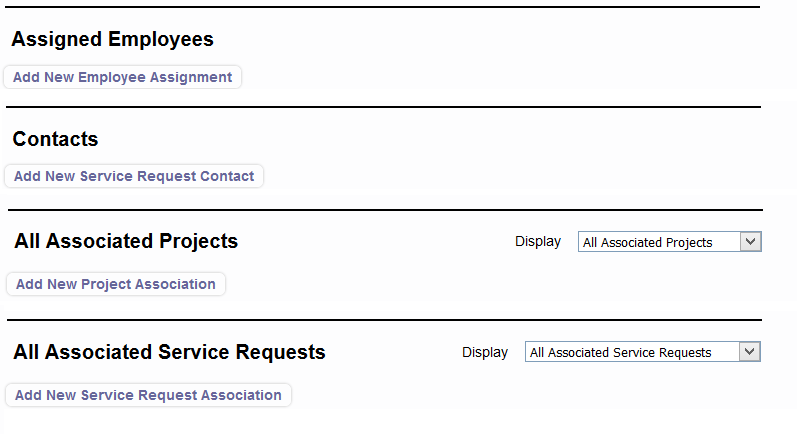 Assigned Employees
Add New Employee Assignment
Contacts
Add New Service Request Contact
All Associated Projects Display All Associated Projects
Add New Project Association
All Associated Service Requests Display All Associated Service Requests
Add New Service Request Association